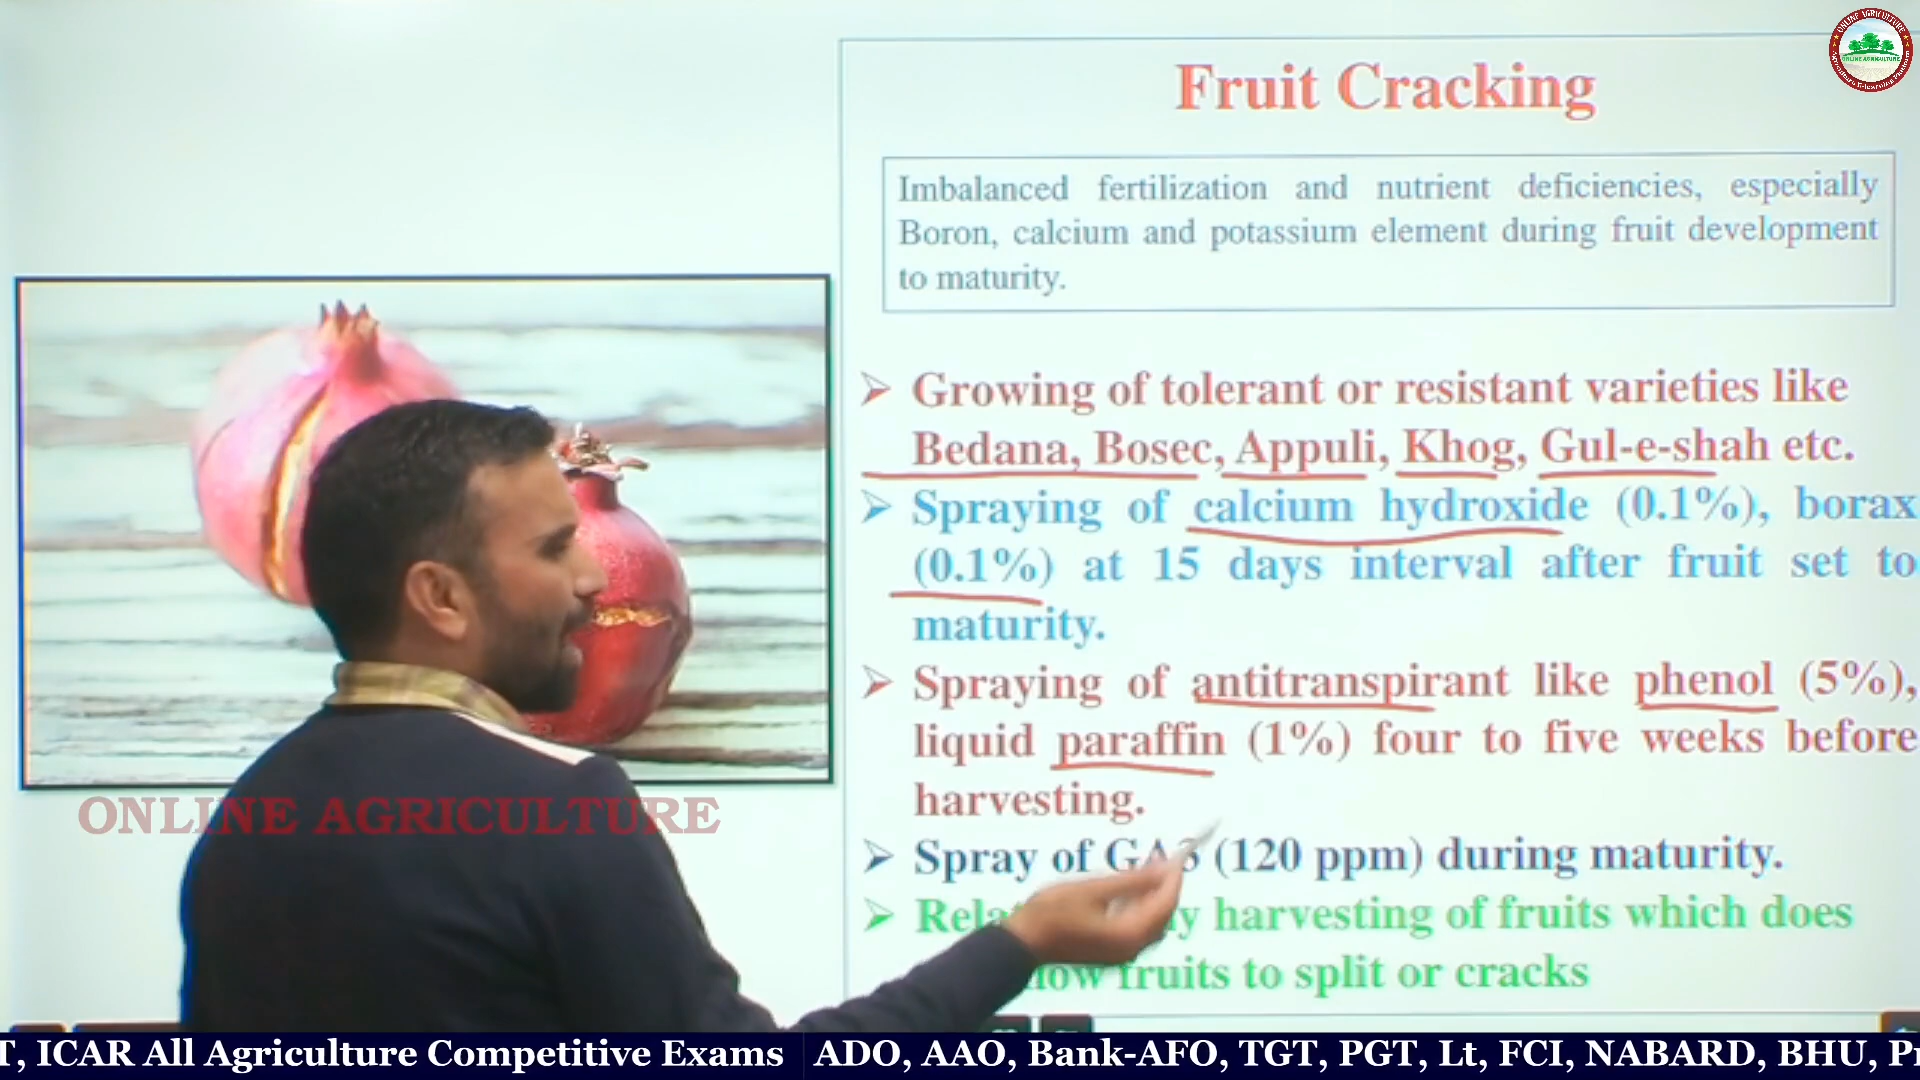 Fruit Cracking
Imbalanced fertilization and nutrient deficiencies, especially
Boron, calcium and potassium element during fruit development
to maturity.
➢ Growing of tolerant or resistant varieties like
Bedana, Bosec, Appuli, Khog, Gul-e-shah etc.
➢ Spraying of calcium hydroxide (0.1%), borax
(0.1%) at 15 days interval after fruit set to
maturity.
➢ Spraying of antitranspirant like phenol (5%),
liquid paraffin (1%) four to five weeks before
harvesting.
➢ Spray of GA3 (120 ppm) during maturity.
➢ harvesting of fruits which does
fruits to split or cracks
ONLINE AGRICULTURE
ONLINE AGRICULTURE
ONLINE AGRICULTURE
T, ICAR All Agriculture Competitive Exams ADO, AAO, Bank-AFO, TGT, PGT, Lt, FCI, NABARD, BHU,